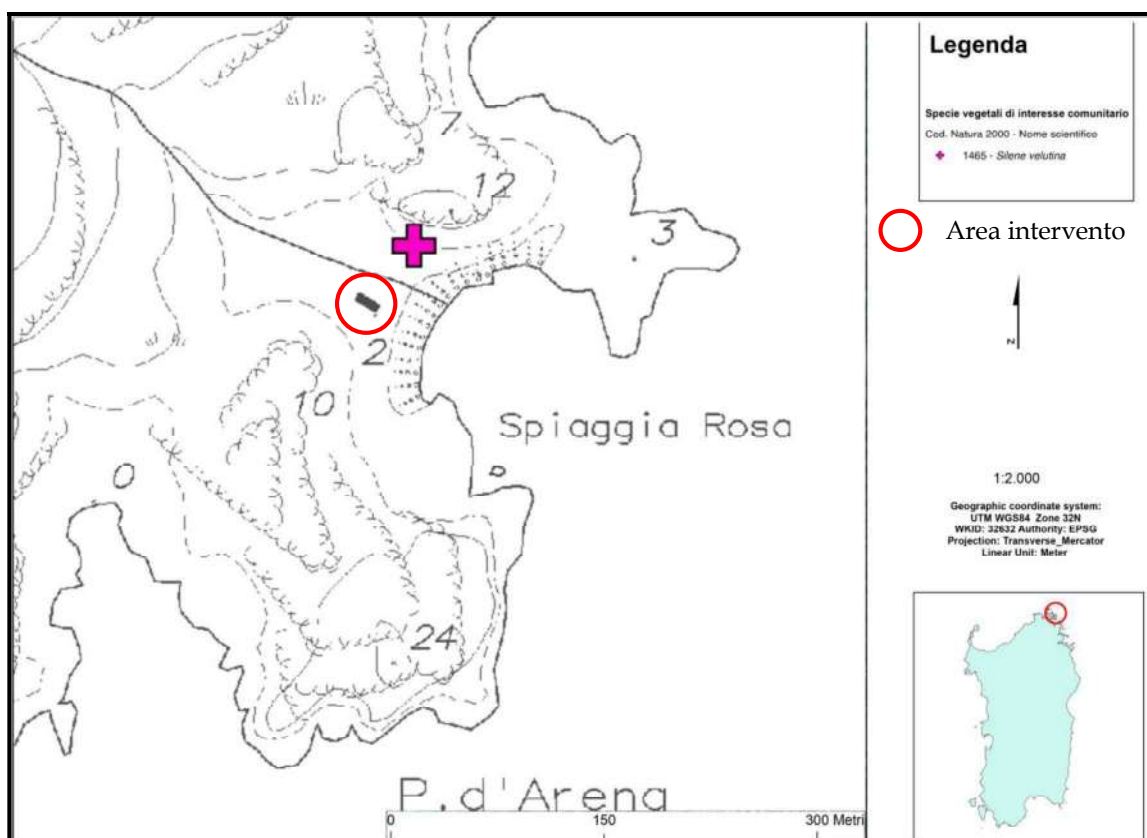 7
12
3
2
10
Spiaggia Rosa
0
24
P. d'Arena
0 150 300 Metri
Legenda
Specie vegetali di interesse comunitario
Cod. Natura 2000 - Nome scientifico
1465 - Silene velutina
Area intervento
N
1:2.000
Geographic coordinate system:
UTM WGS84 Zone 32N
WKID: 32632 Authority: EPSG
Projection: Transverse_Mercator
Linear Unit: Meter